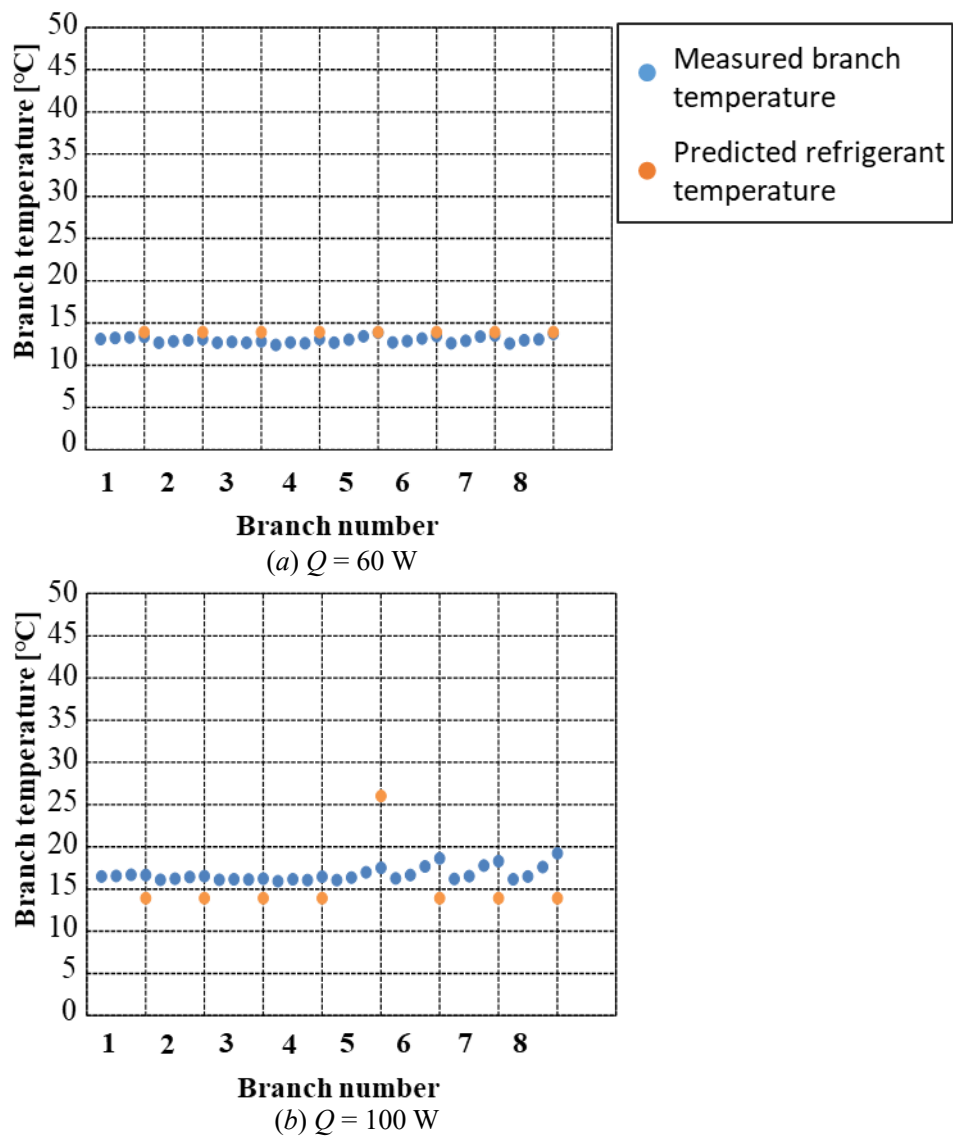 50
45
40
35
30
25
20
15
10
5
0
Branch temperature [°C]
1 2 3 4 5 6 7 8
Branch number
(a) Q = 60 W
Measured branch
temperature
Predicted refrigerant
temperature
50
45
40
35
30
25
20
15
10
5
0
Branch temperature [°C]
1 2 3 4 5 6 7 8
Branch number
(b) Q = 100 W